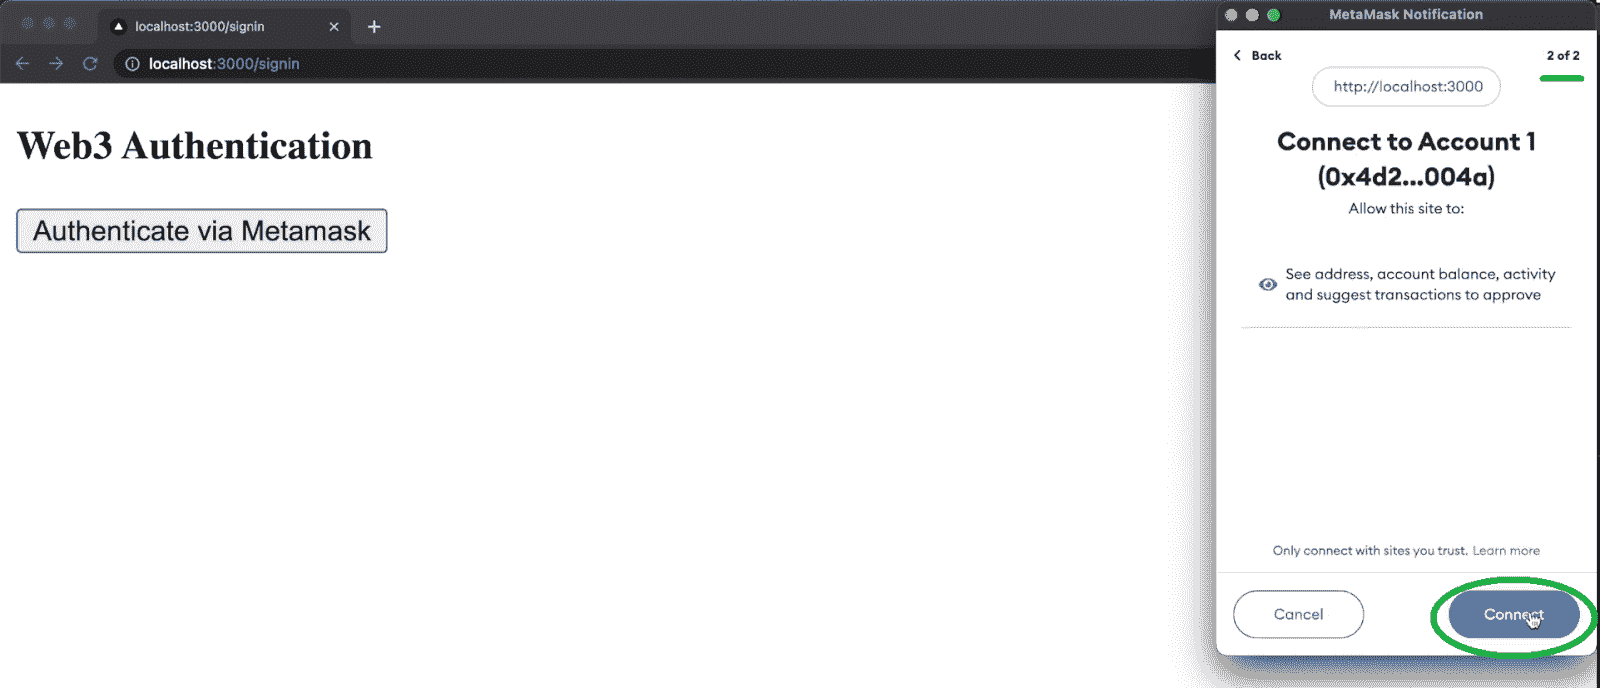 localhost:3000/signin
localhost:3000/signin
Web3 Authentication
Authenticate via Metamask
MetaMask Notification
Back
2 of 2
http://localhost:3000
Connect to Account 1
(0x4d2...004a)
Allow this site to:
See address, account balance, activity
and suggest transactions to approve
Only connect with sites you trust. Learn more
Cancel
Connect